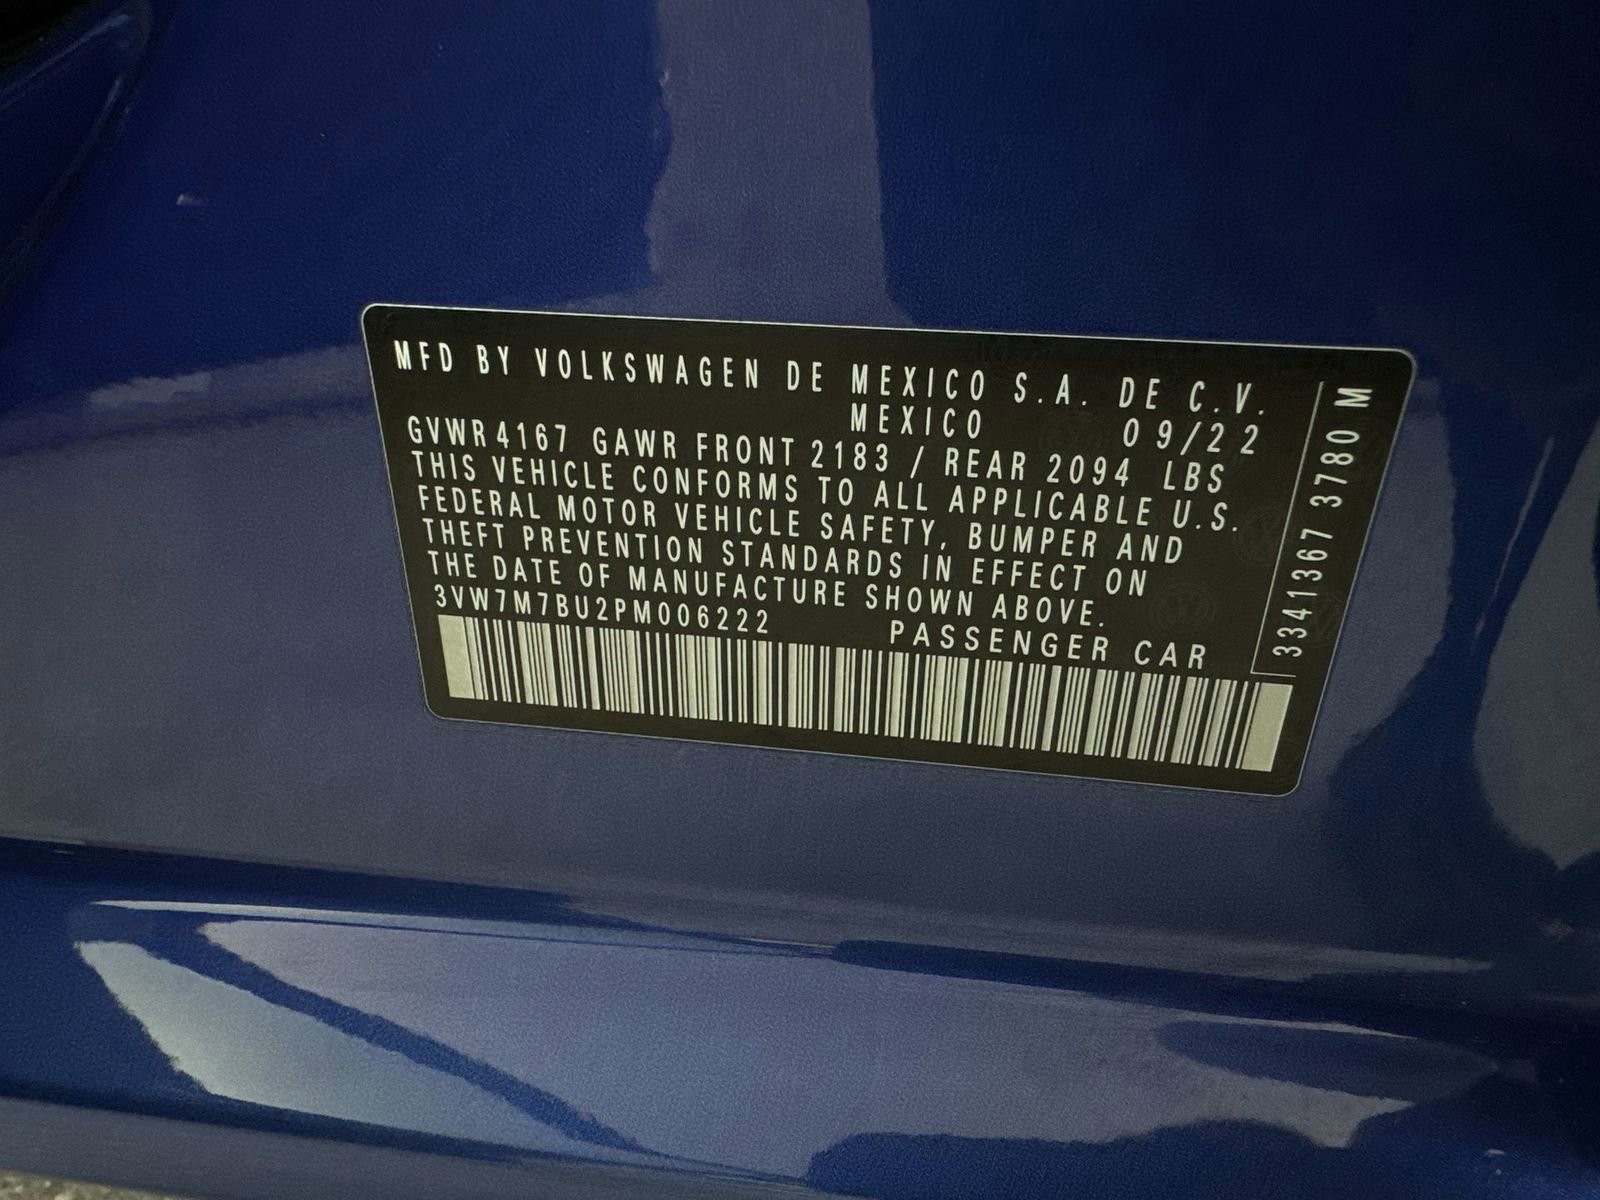 MFD BY VOLKSWAGEN DE MEXICO S.A. DE C.V.
MEXICO 09/22
GVWR 4167 GAWR FRONT 2183 / REAR 2094 LBS
THIS VEHICLE CONFORMS TO ALL APPLICABLE U.S.
FEDERAL MOTOR VEHICLE SAFETY, BUMPER AND
THEFT PREVENTION STANDARDS IN EFFECT ON
THE DATE OF MANUFACTURE SHOWN ABOVE.
3VW7M7BU2PM006222 PASSENGER CAR
3341367 3780 M